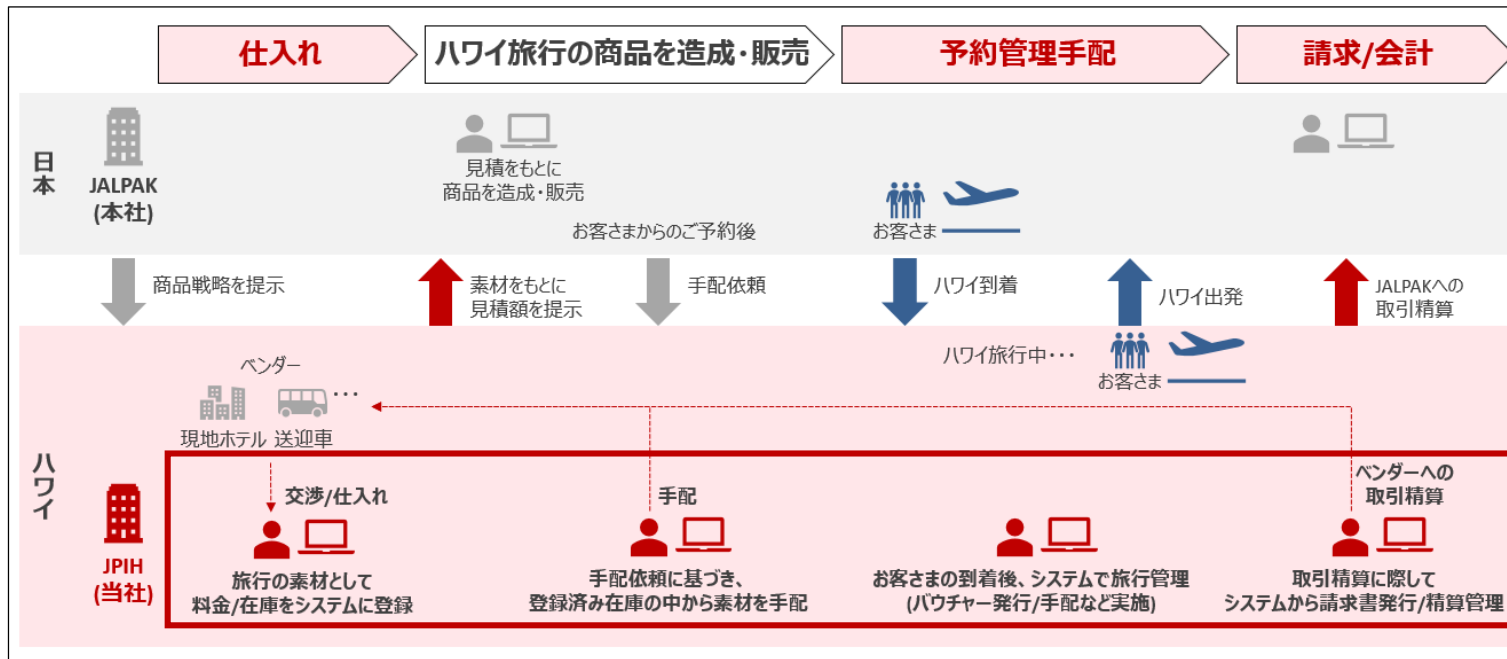 仕入れ
ハワイ旅行の商品を造成・販売
予約管理手配
請求/会計
日本
JALPAK
(本社)
見積をもとに
商品を造成・販売
お客さまからのご予約後
お客さま
商品戦略を提示
素材をもとに
見積額を提示
手配依頼
ハワイ到着
ハワイ出発
JALPAKへの
取引精算
ハワイ
ハワイ旅行中・・・
お客さま
ベンダー
・・・
現地ホテル 送迎車
JPIH
(当社)
交渉/仕入れ
手配
ベンダーへの
取引精算
旅行の素材として
料金/在庫をシステムに登録
手配依頼に基づき、
登録済み在庫の中から素材を手配
お客さまの到着後、システムで旅行管理
(バウチャー発行/手配など実施)
取引精算に際して
システムから請求書発行/精算管理